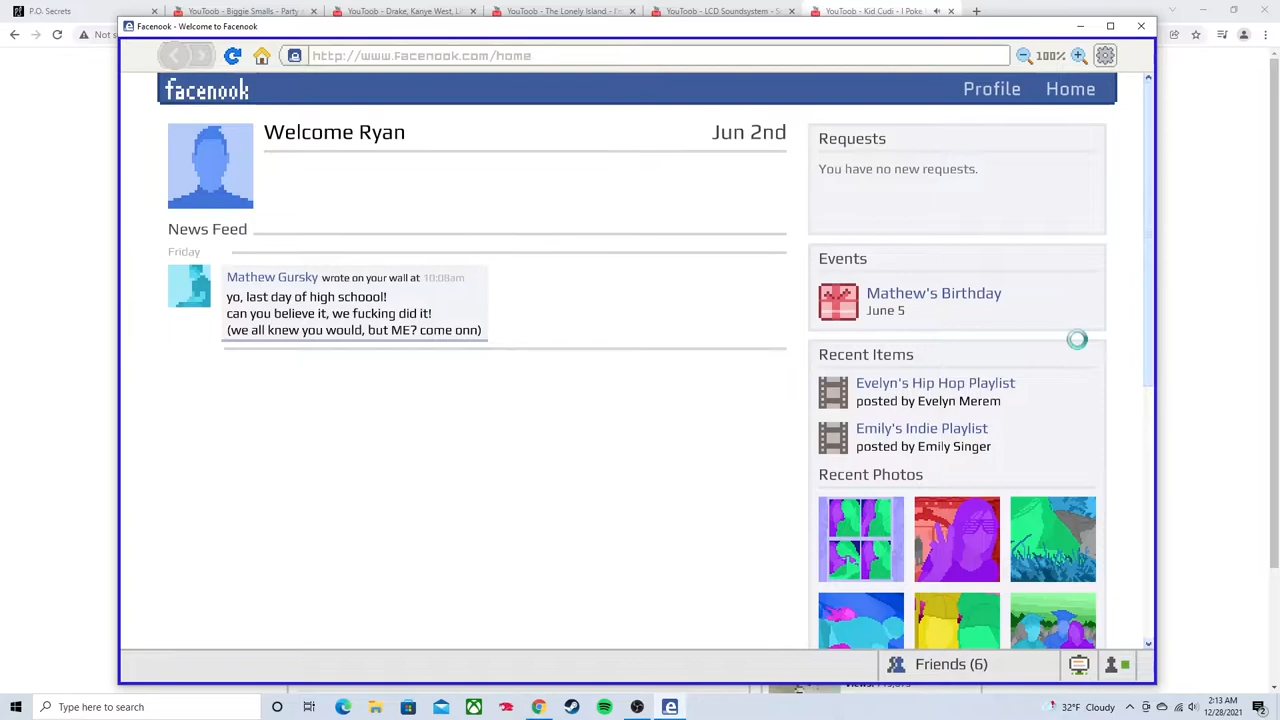 P.O. Secrets
YouToob - Biggie Smalls - Party a
YouToob - Drake, Kanye West, Lil
YouToob - The Lonely Island - I'm
YouToob - LCD Soundsystem - So
YouToob - Kid Cudi - I Poke
Not s
Facenook - Welcome to Facenook
http://www.Facenook.com/home
100%
facenook
Profile
Home
Welcome Ryan
Jun 2nd
News Feed
Friday
Mathew Gursky wrote on your wall at 10:08am
yo, last day of high schoool!
can you believe it, we fucking did it!
(we all knew you would, but ME? come onn)
Requests
You have no new requests.
Events
Mathew's Birthday
June 5
Recent Items
Evelyn's Hip Hop Playlist
posted by Evelyn Merem
Emily's Indie Playlist
posted by Emily Singer
Recent Photos
Friends (6)
Type here to search
32°F Cloudy
2:13 AM
12/28/2021
2